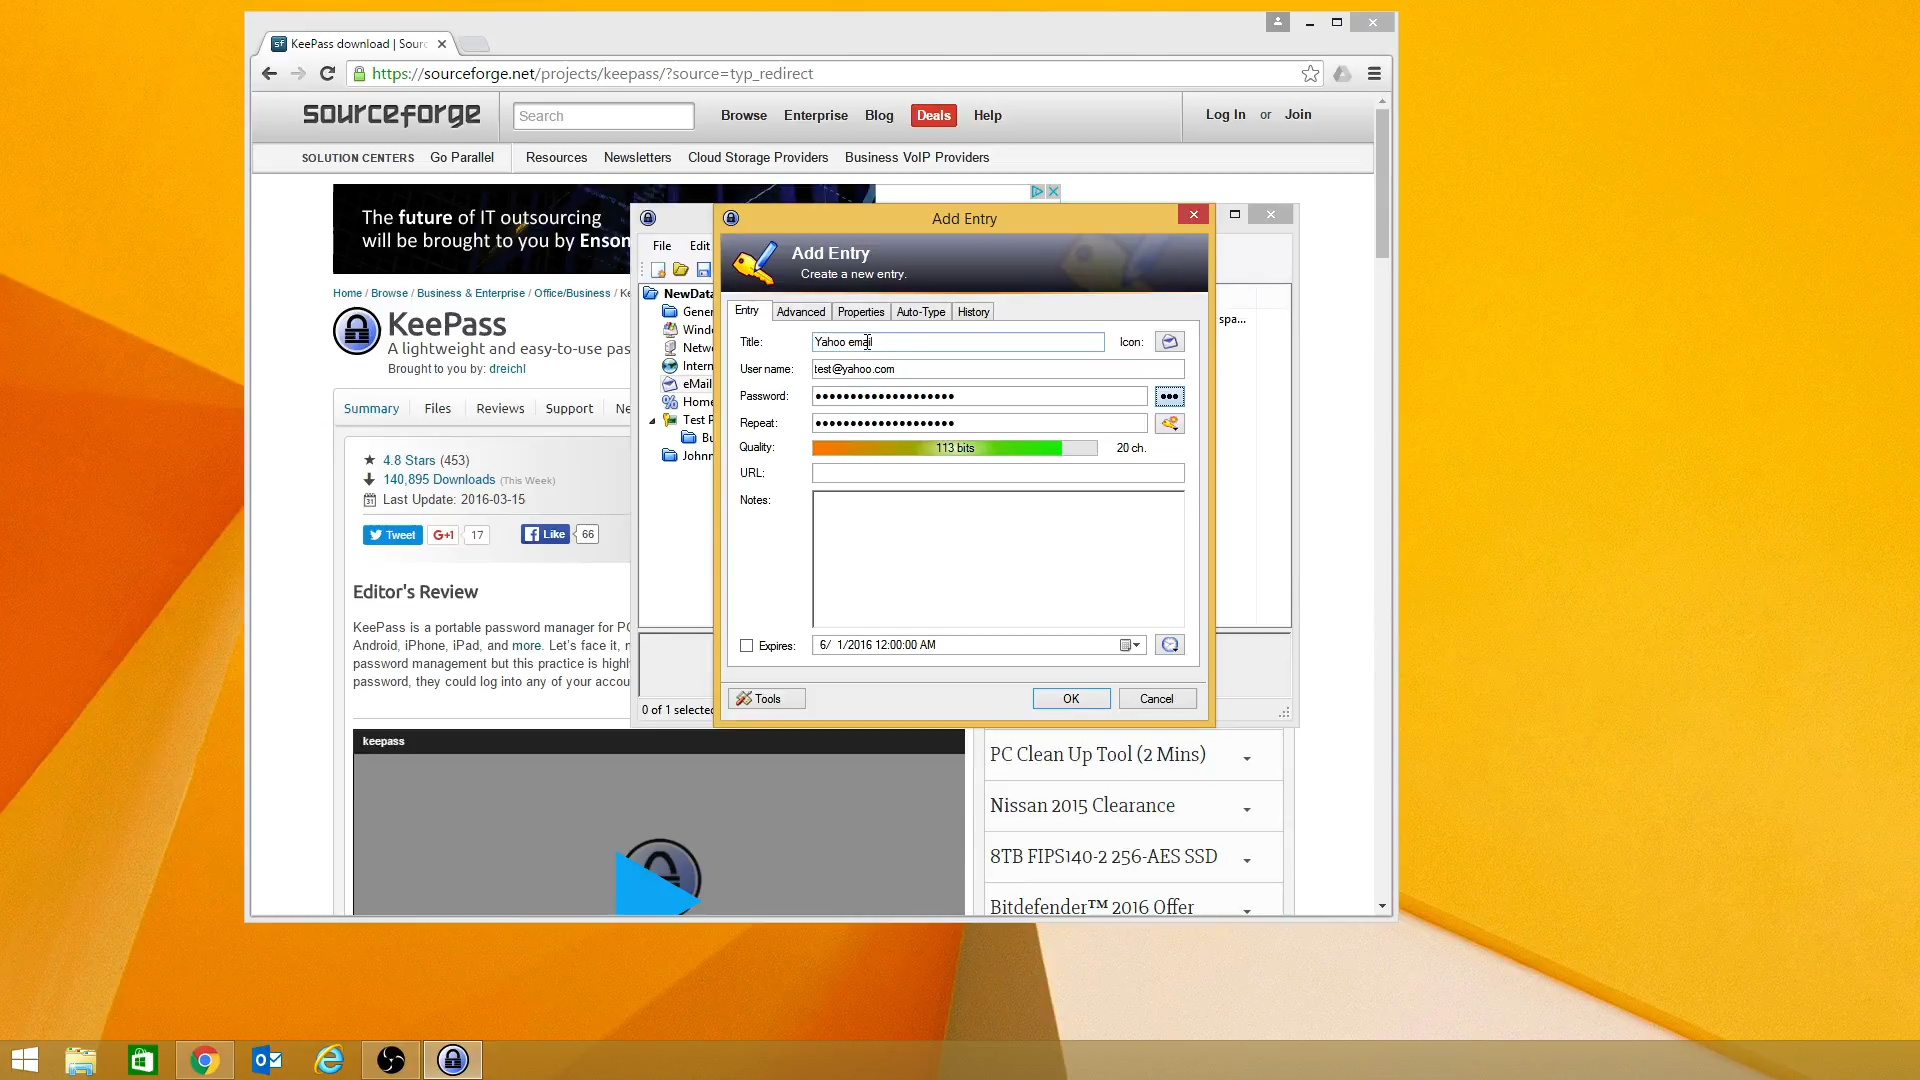 KeePass download | Sour
https://sourceforge.net/projects/keepass/?source=typ_redirect
sourceforge
Search
Browse Enterprise Blog Deals Help
Log In or Join
SOLUTION CENTERS Go Parallel Resources Newsletters Cloud Storage Providers Business VoIP Providers
The future of IT outsourcing
will be brought to you by Enson
Home / Browse / Business & Enterprise / Office/Business / Ke
KeePass
A lightweight and easy-to-use pas
Brought to you by: dreichl
Summary Files Reviews Support Ne
4.8 Stars (453)
140,895 Downloads (This Week)
Last Update: 2016-03-15
Tweet G+1 17 Like 66
Editor's Review
KeePass is a portable password manager for PC
Android, iPhone, iPad, and more. Let's face it, r
password management but this practice is highl
password, they could log into any of your accou
keepass
File Edit
NewData
Gener
Windo
Netwo
Intern
eMail
Home
Test P
Bu
Johnn
spa...
0 of 1 selected
Add Entry
Add Entry
Create a new entry.
Entry Advanced Properties Auto-Type History
Title: Yahoo email Icon:
User name: test@yahoo.com
Password: ••••••••••••••••••••
Repeat: ••••••••••••••••••••
Quality: 113 bits 20 ch.
URL:
Notes:
Expires: 6/ 1/2016 12:00:00 AM
Tools OK Cancel
PC Clean Up Tool (2 Mins)
Nissan 2015 Clearance
8TB FIPS140-2 256-AES SSD
Bitdefender™ 2016 Offer